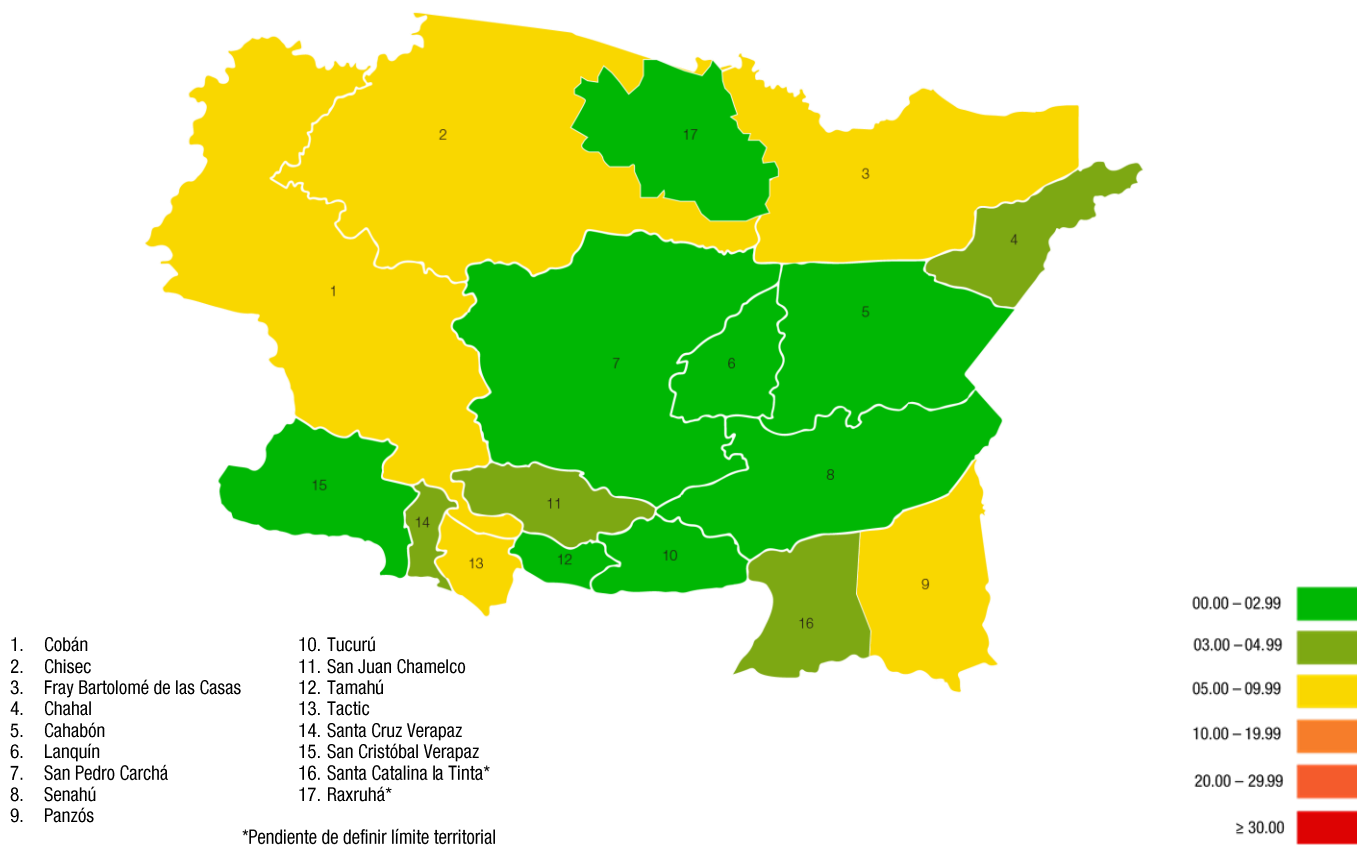 2
17
3
4
1
5
7
6
8
15
11
14
10
12
13
9
16
00.00 – 02.99
03.00 – 04.99
05.00 – 09.99
10.00 – 19.99
20.00 – 29.99
≥ 30.00
1. Cobán
2. Chisec
3. Fray Bartolomé de las Casas
4. Chahal
5. Cahabón
6. Lanquín
7. San Pedro Carchá
8. Senahú
9. Panzós
10. Tucurú
11. San Juan Chamelco
12. Tamahú
13. Tactic
14. Santa Cruz Verapaz
15. San Cristóbal Verapaz
16. Santa Catalina la Tinta*
17. Raxruhá*
*Pendiente de definir límite territorial